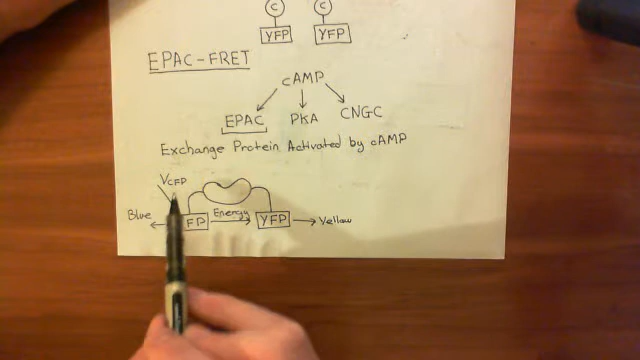 C C
YFP YFP
EPAC-FRET
cAMP
EPAC PKA CNGC
Exchange Protein Activated by cAMP
VCFP
Blue FP Energy YFP Yellow